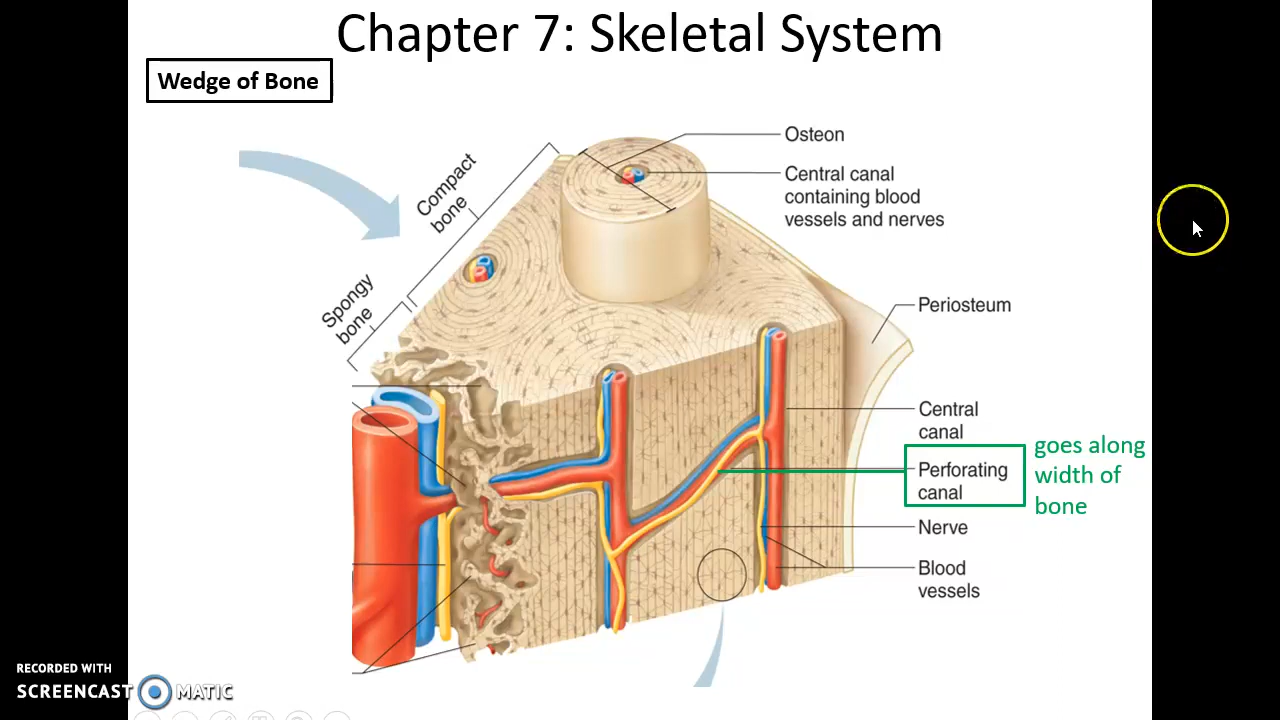 Chapter 7: Skeletal System
Wedge of Bone
Osteon
Central canal
containing blood
vessels and nerves
Compact
bone
Spongy
bone
Periosteum
Central
canal
Perforating
canal
goes along
width of
bone
Nerve
Blood
vessels
RECORDED WITH
SCREENCAST MATIC